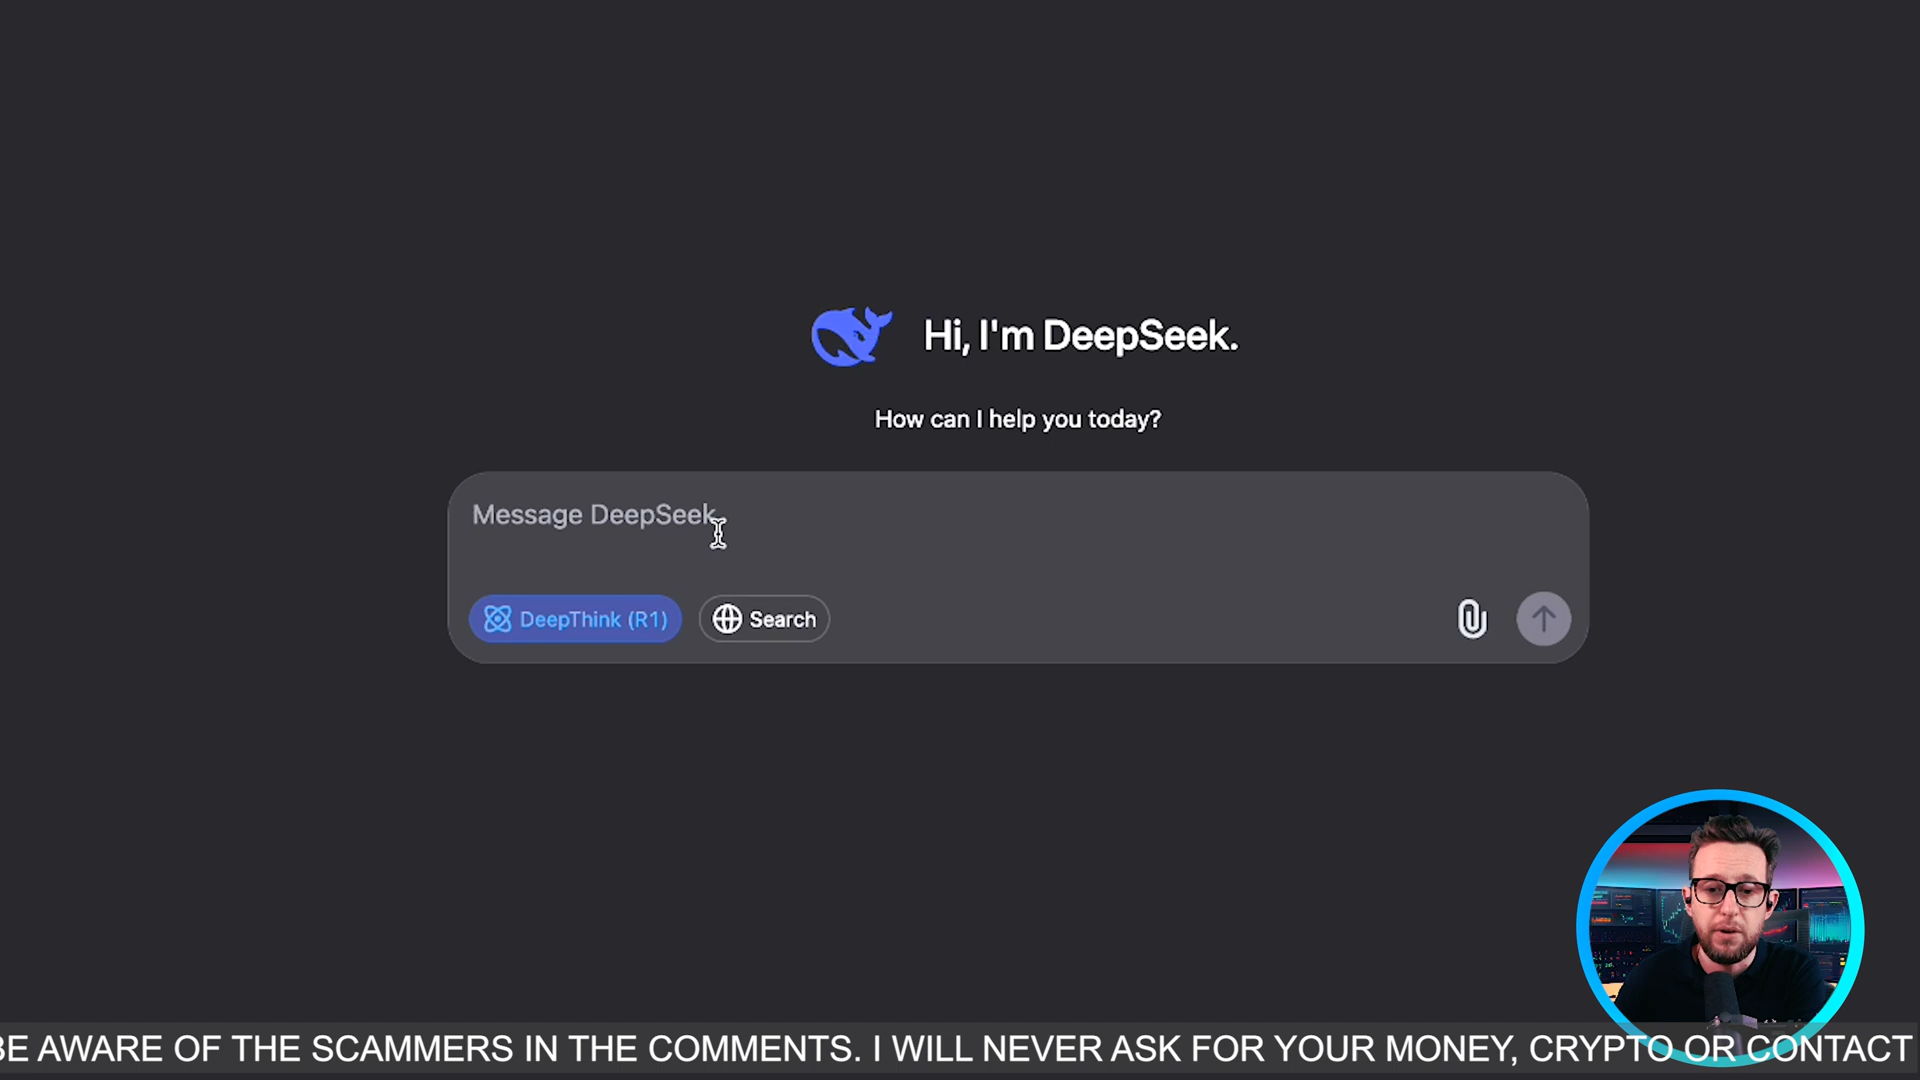 Hi, I'm DeepSeek.
How can I help you today?
Message DeepSeek
DeepThink (R1)
Search
BE AWARE OF THE SCAMMERS IN THE COMMENTS. I WILL NEVER ASK FOR YOUR MONEY, CRYPTO OR CONTACT